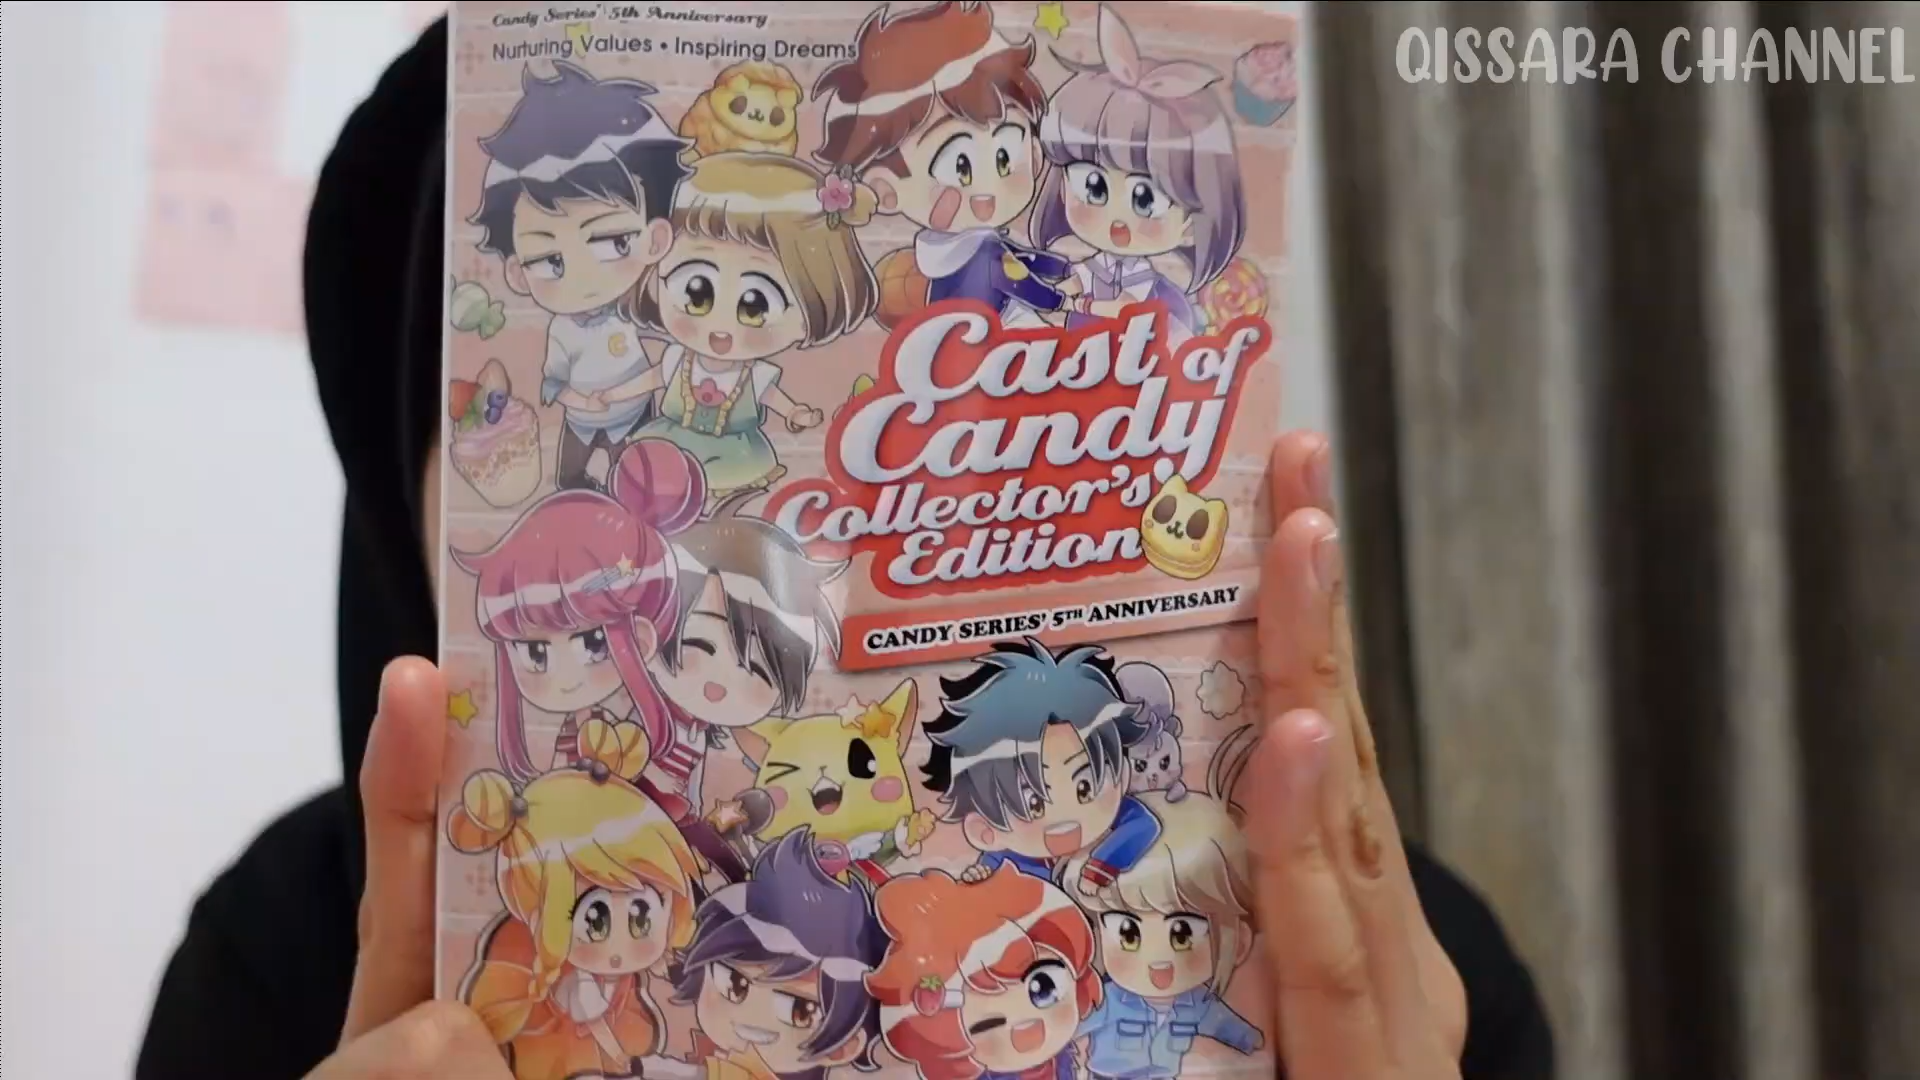 Candy Series' 5th Anniversary
Nurturing Values • Inspiring Dreams
QISSARA CHANNEL
Cast of
Candy
Collector's
Edition
CANDY SERIES' 5TH ANNIVERSARY